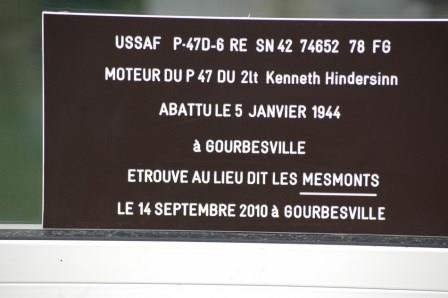 USSAF P-47D-6 RE SN 42 74652 78 FG
MOTEUR DU P 47 DU 2lt Kenneth Hindersinn
ABATTU LE 5 JANVIER 1944
à GOURBESVILLE
ETROUVE AU LIEU DIT LES MESMONTS
LE 14 SEPTEMBRE 2010 à GOURBESVILLE